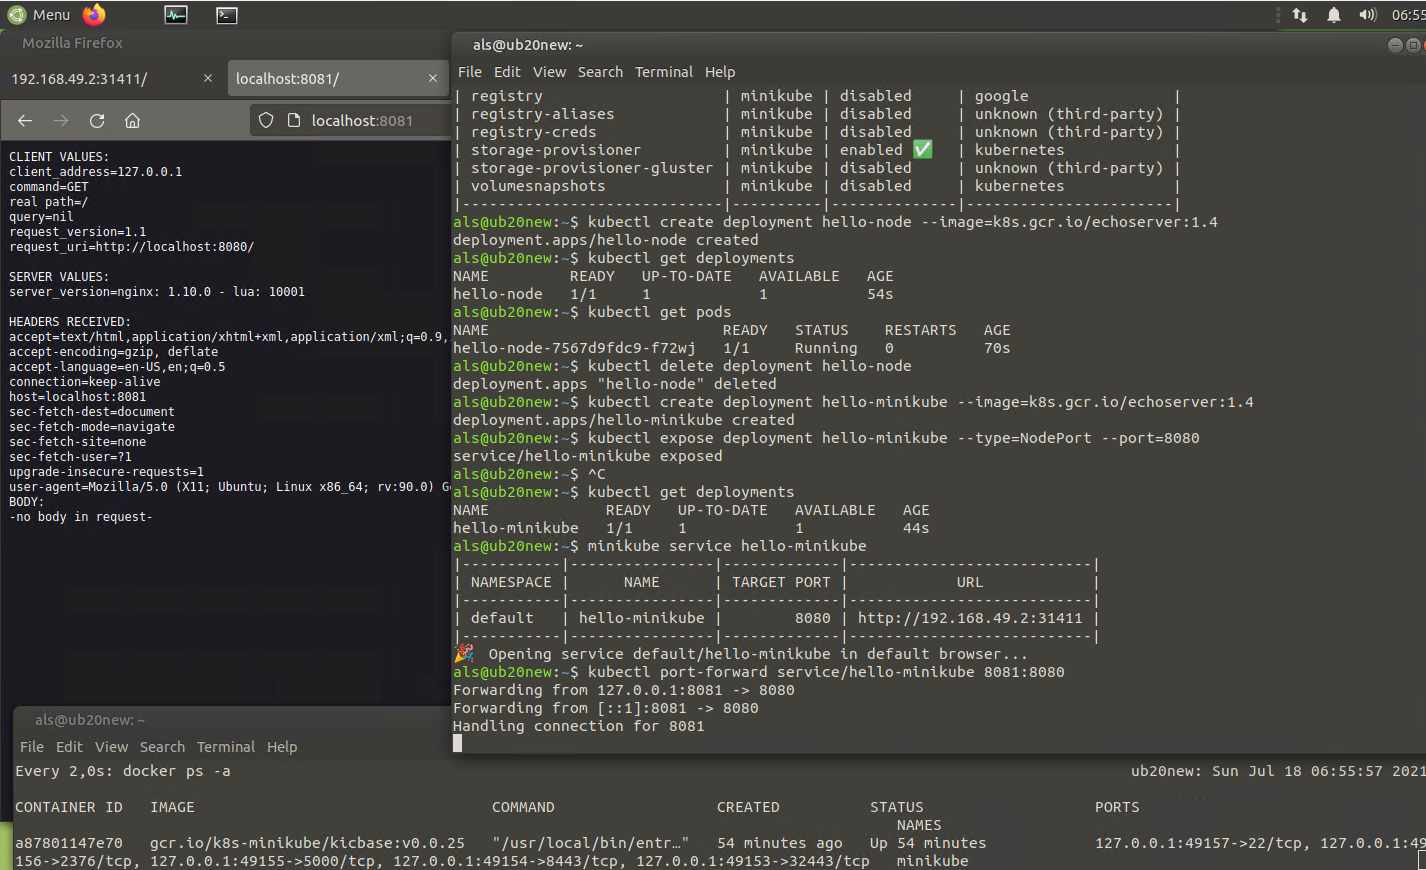 Menu
06:55
Mozilla Firefox
192.168.49.2:31411/ ×
localhost:8081/ ×
localhost:8081
CLIENT VALUES:
client_address=127.0.0.1
command=GET
real path=/
query=nil
request_version=1.1
request_uri=http://localhost:8080/
SERVER VALUES:
server_version=nginx: 1.10.0 - lua: 10001
HEADERS RECEIVED:
accept=text/html,application/xhtml+xml,application/xml;q=0.9,
accept-encoding=gzip, deflate
accept-language=en-US,en;q=0.5
connection=keep-alive
host=localhost:8081
sec-fetch-dest=document
sec-fetch-mode=navigate
sec-fetch-site=none
sec-fetch-user=?1
upgrade-insecure-requests=1
user-agent=Mozilla/5.0 (X11; Ubuntu; Linux x86_64; rv:90.0) G
BODY:
-no body in request-
als@ub20new: ~
File Edit View Search Terminal Help
| registry                    | minikube | disabled     | google                |
| registry-aliases            | minikube | disabled     | unknown (third-party) |
| registry-creds              | minikube | disabled     | unknown (third-party) |
| storage-provisioner         | minikube | enabled ✅   | kubernetes            |
| storage-provisioner-gluster | minikube | disabled     | unknown (third-party) |
| volumesnapshots             | minikube | disabled     | kubernetes            |
|-----------------------------|----------|--------------|-----------------------|
als@ub20new:~$ kubectl create deployment hello-node --image=k8s.gcr.io/echoserver:1.4
deployment.apps/hello-node created
als@ub20new:~$ kubectl get deployments
NAME         READY   UP-TO-DATE   AVAILABLE   AGE
hello-node   1/1     1            1           54s
als@ub20new:~$ kubectl get pods
NAME                          READY   STATUS    RESTARTS   AGE
hello-node-7567d9fdc9-f72wj   1/1     Running   0          70s
als@ub20new:~$ kubectl delete deployment hello-node
deployment.apps "hello-node" deleted
als@ub20new:~$ kubectl create deployment hello-minikube --image=k8s.gcr.io/echoserver:1.4
deployment.apps/hello-minikube created
als@ub20new:~$ kubectl expose deployment hello-minikube --type=NodePort --port=8080
service/hello-minikube exposed
als@ub20new:~$ ^C
als@ub20new:~$ kubectl get deployments
NAME             READY   UP-TO-DATE   AVAILABLE   AGE
hello-minikube   1/1     1            1           44s
als@ub20new:~$ minikube service hello-minikube
|-----------|----------------|-------------|---------------------------|
| NAMESPACE |      NAME      | TARGET PORT |            URL            |
|-----------|----------------|-------------|---------------------------|
| default   | hello-minikube |        8080 | http://192.168.49.2:31411 |
|-----------|----------------|-------------|---------------------------|
🎉  Opening service default/hello-minikube in default browser...
als@ub20new:~$ kubectl port-forward service/hello-minikube 8081:8080
Forwarding from 127.0.0.1:8081 -> 8080
Forwarding from [::1]:8081 -> 8080
Handling connection for 8081
als@ub20new: ~
File Edit View Search Terminal Help
Every 2,0s: docker ps -a ub20new: Sun Jul 18 06:55:57 2021
CONTAINER ID   IMAGE   COMMAND   CREATED   STATUS   PORTS
NAMES
a87801147e70   gcr.io/k8s-minikube/kicbase:v0.0.25   "/usr/local/bin/entr…"   54 minutes ago   Up 54 minutes   127.0.0.1:49157->22/tcp, 127.0.0.1:49
156->2376/tcp, 127.0.0.1:49155->5000/tcp, 127.0.0.1:49154->8443/tcp, 127.0.0.1:49153->32443/tcp   minikube